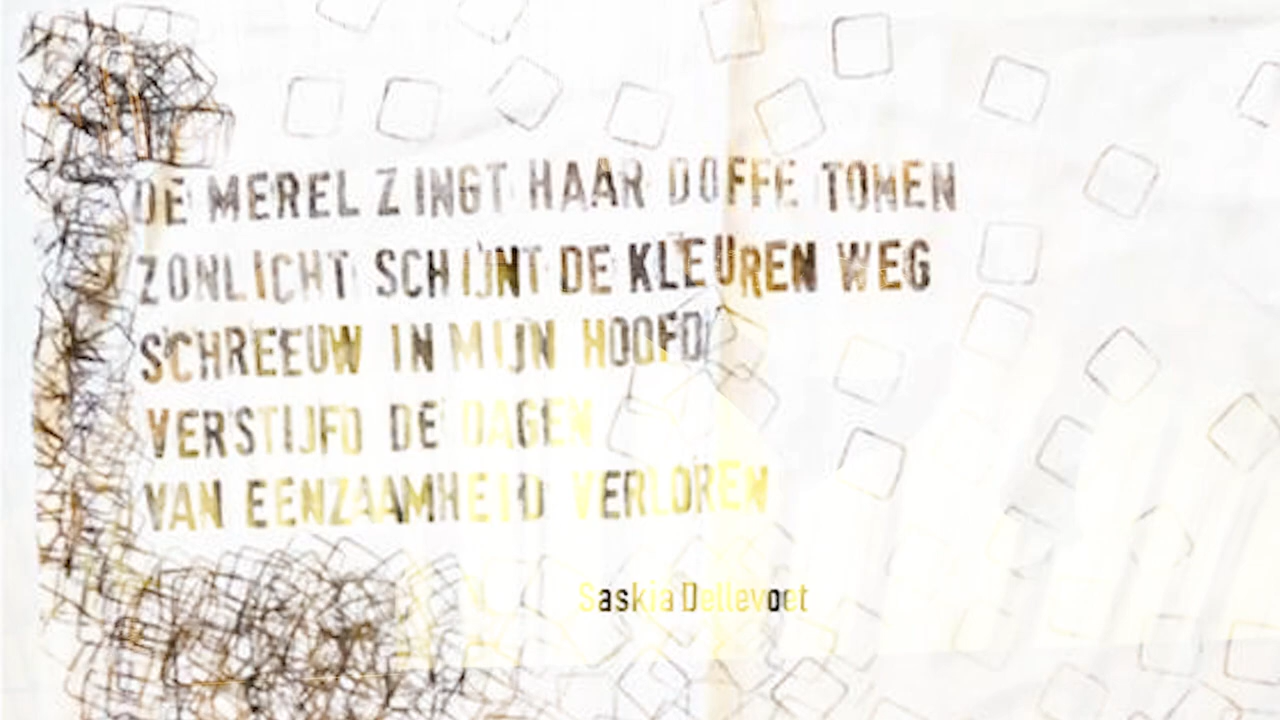 DE MEREL ZINGT HAAR DOFFE TONEN
ZONLICHT SCHIJNT DE KLEUREN WEG
SCHREEUW IN MIJN HOOFD
VERSTIJFD DE DAGEN
VAN EENZAAMHEID VERLOREN
Saskia Dellevoet